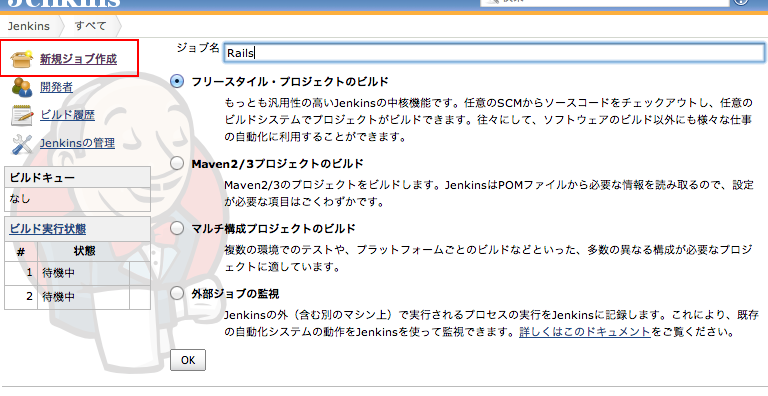 Jenkins
検索
Jenkins すべて
新規ジョブ作成
開発者
ビルド履歴
Jenkinsの管理
ビルドキュー
なし
ビルド実行状態
# 状態
1 待機中
2 待機中
ジョブ名 Rails
フリースタイル・プロジェクトのビルド
もっとも汎用性の高いJenkinsの中核機能です。任意のSCMからソースコードをチェックアウトし、任意の
ビルドシステムでプロジェクトがビルドできます。往々にして、ソフトウェアのビルド以外にも様々な仕事
の自動化に利用することができます。
Maven2/3プロジェクトのビルド
Maven2/3のプロジェクトをビルドします。JenkinsはPOMファイルから必要な情報を読み取るので、設定
が必要な項目はごくわずかです。
マルチ構成プロジェクトのビルド
複数の環境でのテストや、プラットフォームごとのビルドなどといった、多数の異なる構成が必要なプロジ
ェクトに適しています。
外部ジョブの監視
Jenkinsの外（含む別のマシン上）で実行されるプロセスの実行をJenkinsに記録します。これにより、既存
の自動化システムの動作をJenkinsを使って監視できます。詳しくはこのドキュメントをご覧ください。
OK